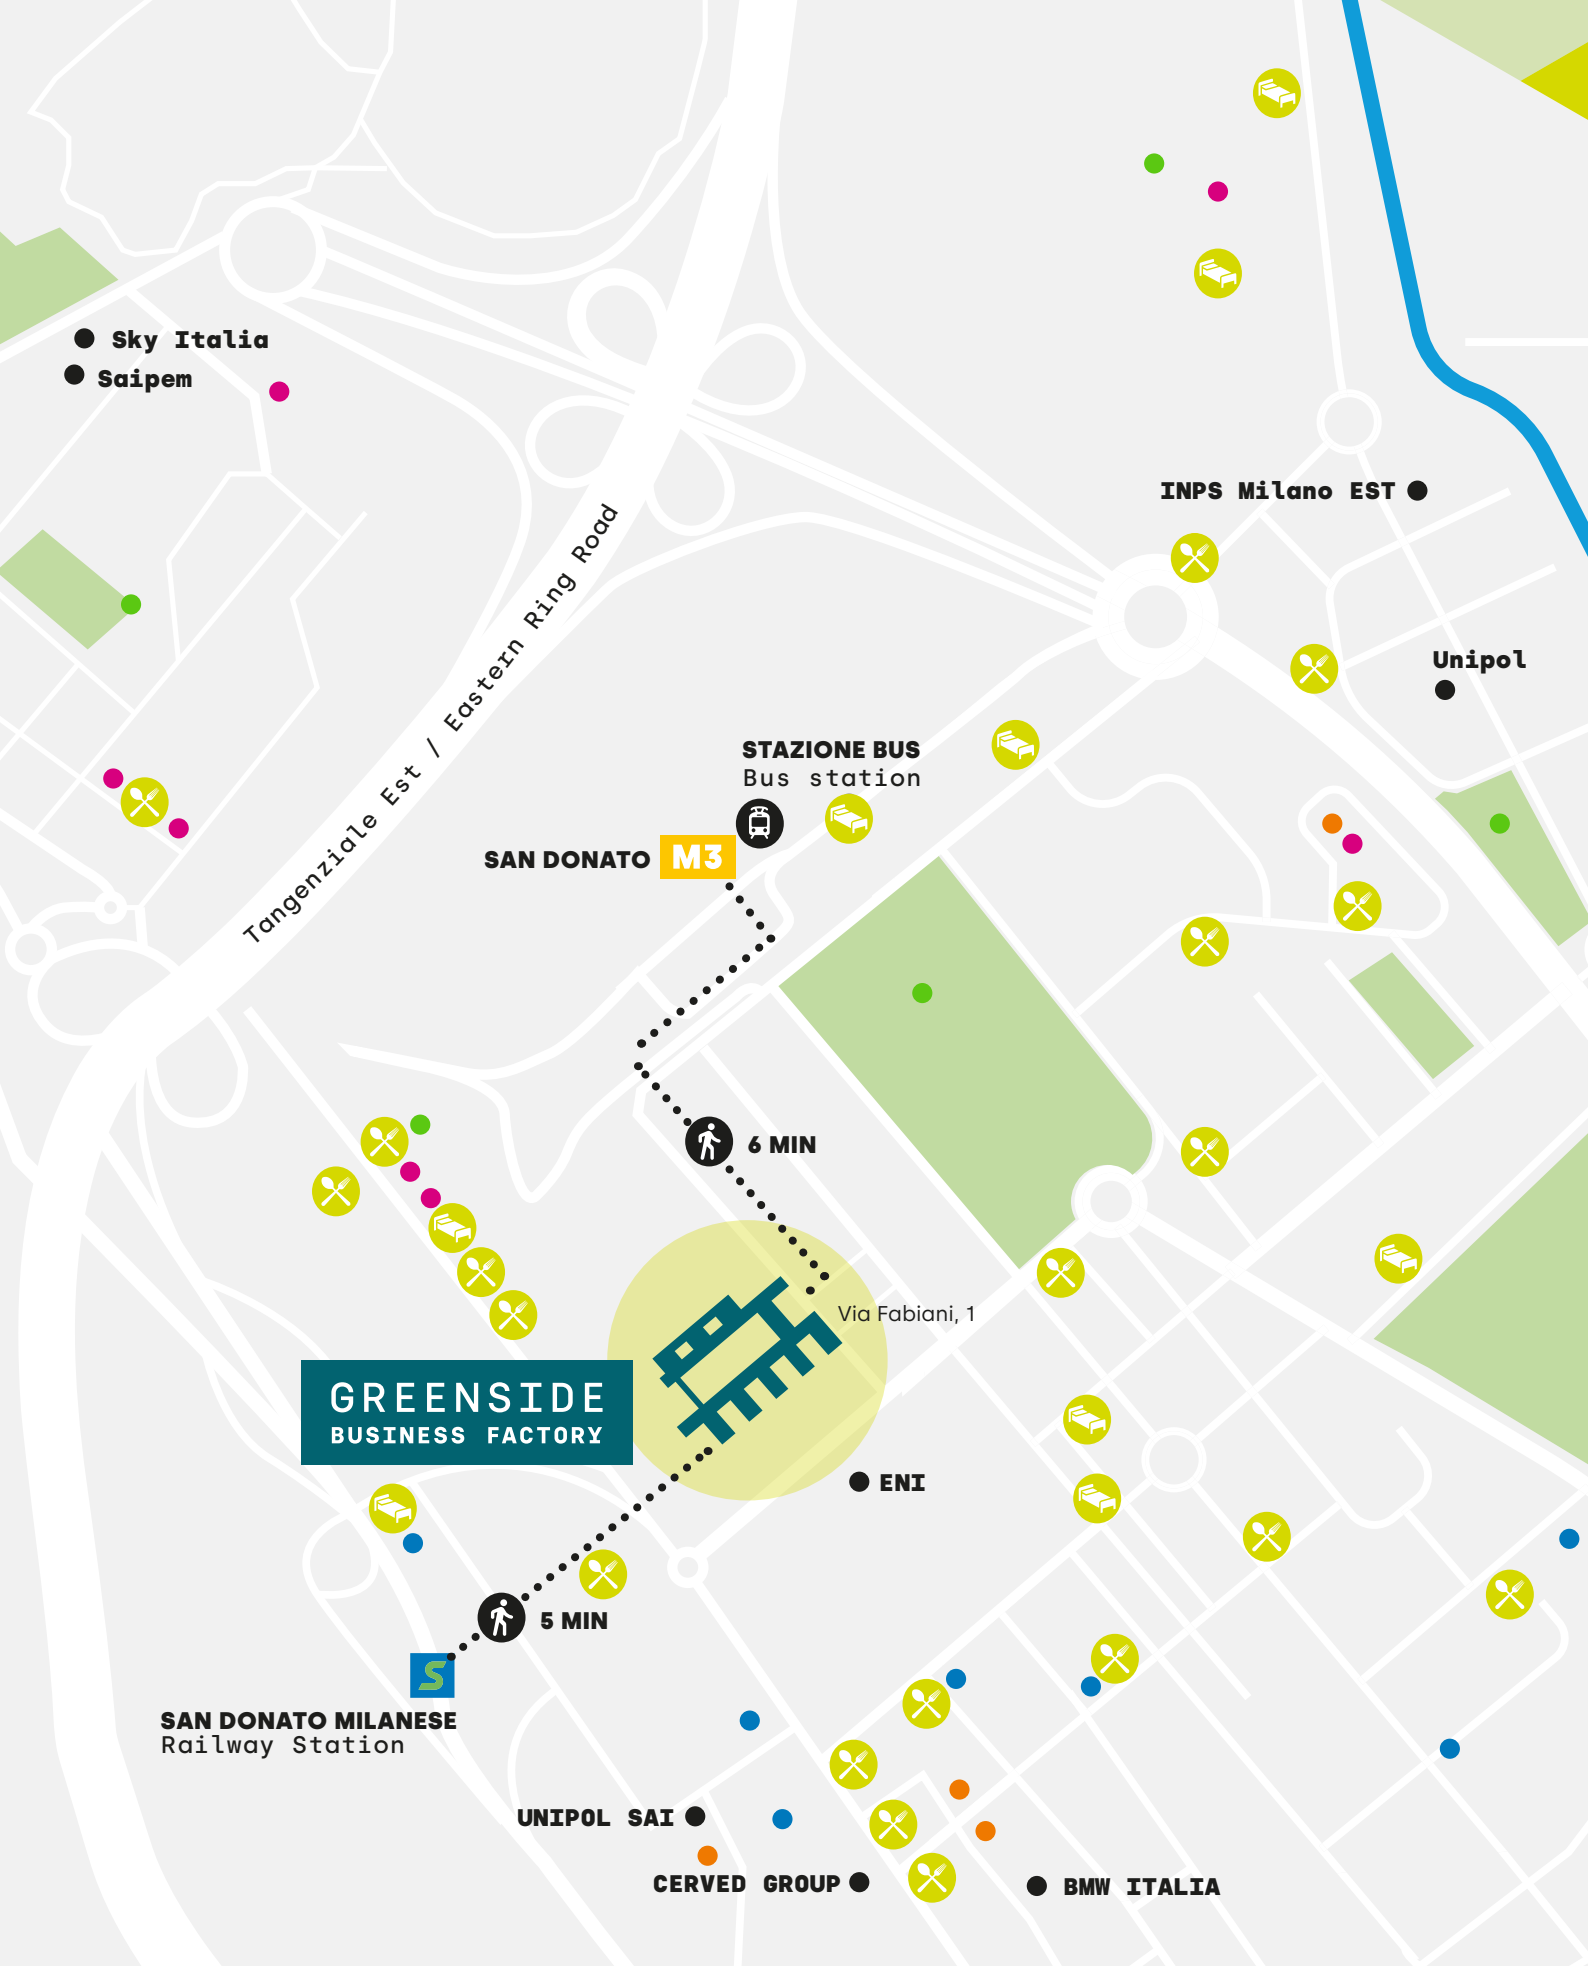 Sky Italia
Saipem
INPS Milano EST
Unipol
Tangenziale Est / Eastern Ring Road
STAZIONE BUS
Bus station
SAN DONATO M3
6 MIN
Via Fabiani, 1
GREENSIDE
BUSINESS FACTORY
ENI
5 MIN
S
SAN DONATO MILANESE
Railway Station
UNIPOL SAI
CERVED GROUP
BMW ITALIA